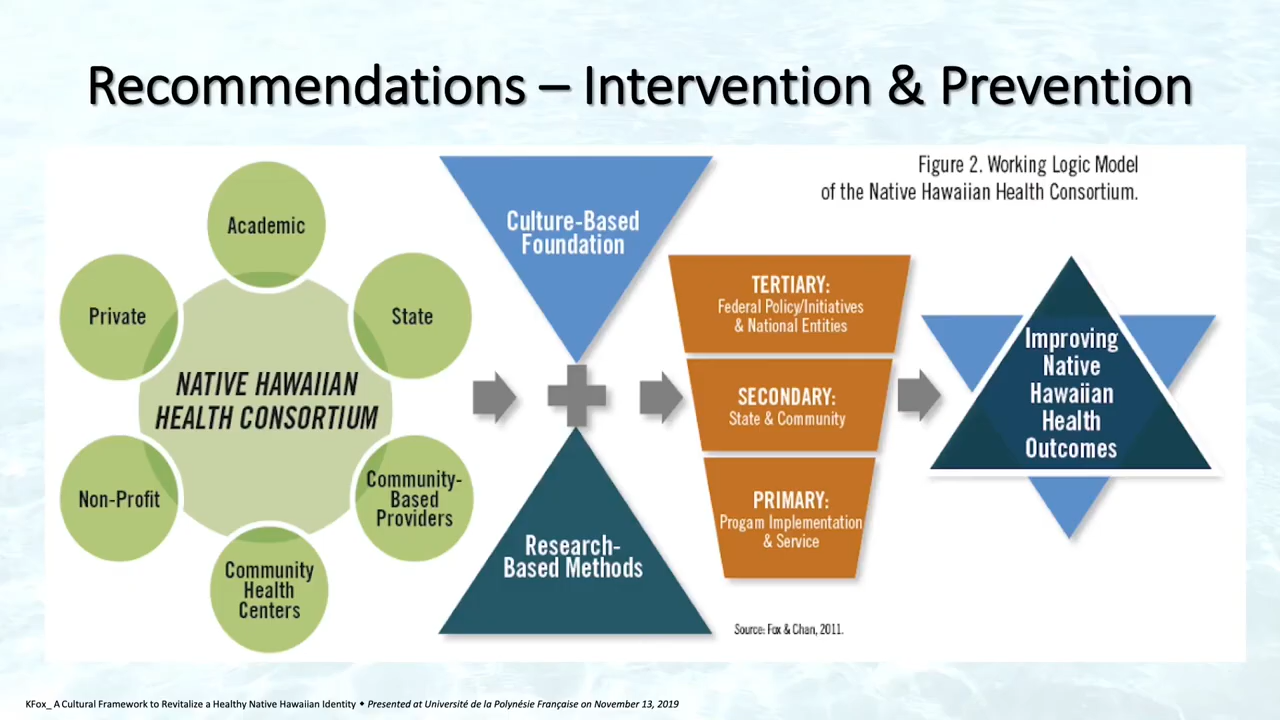 Recommendations – Intervention & Prevention
Figure 2. Working Logic Model
of the Native Hawaiian Health Consortium.
Academic
Private
State
NATIVE HAWAIIAN
HEALTH CONSORTIUM
Non-Profit
Community-
Based
Providers
Community
Health
Centers
Culture-Based
Foundation
Research-
Based Methods
TERTIARY:
Federal Policy/Initiatives
& National Entities
SECONDARY:
State & Community
PRIMARY:
Progam Implementation
& Service
Improving
Native
Hawaiian
Health
Outcomes
Source: Fox & Chan, 2011.
KFox_ A Cultural Framework to Revitalize a Healthy Native Hawaiian Identity ♦ Presented at Université de la Polynésie Française on November 13, 2019